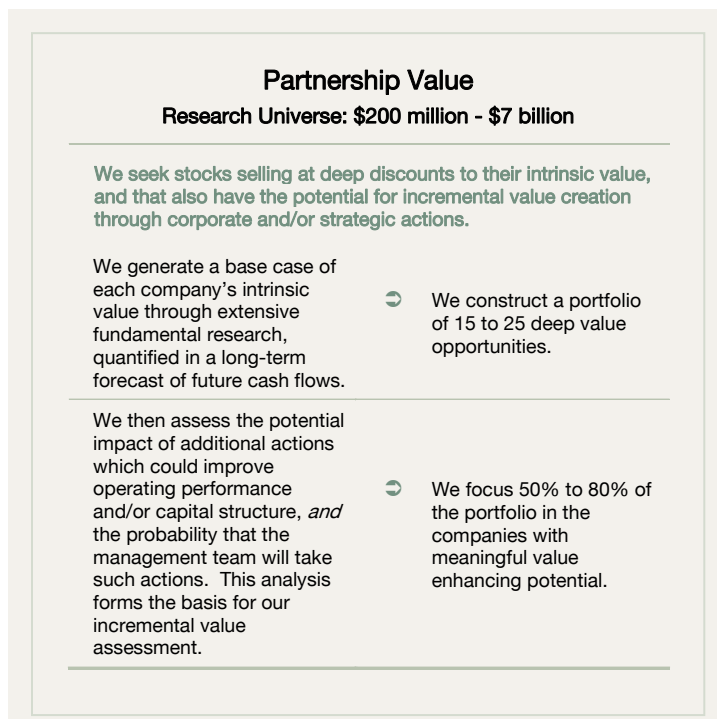 Partnership Value
Research Universe: $200 million - $7 billion
We seek stocks selling at deep discounts to their intrinsic value,
and that also have the potential for incremental value creation
through corporate and/or strategic actions.
We generate a base case of
each company's intrinsic
value through extensive
fundamental research,
quantified in a long-term
forecast of future cash flows.
➲ We construct a portfolio
of 15 to 25 deep value
opportunities.
We then assess the potential
impact of additional actions
which could improve
operating performance
and/or capital structure, and
the probability that the
management team will take
such actions.  This analysis
forms the basis for our
incremental value
assessment.
➲ We focus 50% to 80% of
the portfolio in the
companies with
meaningful value
enhancing potential.